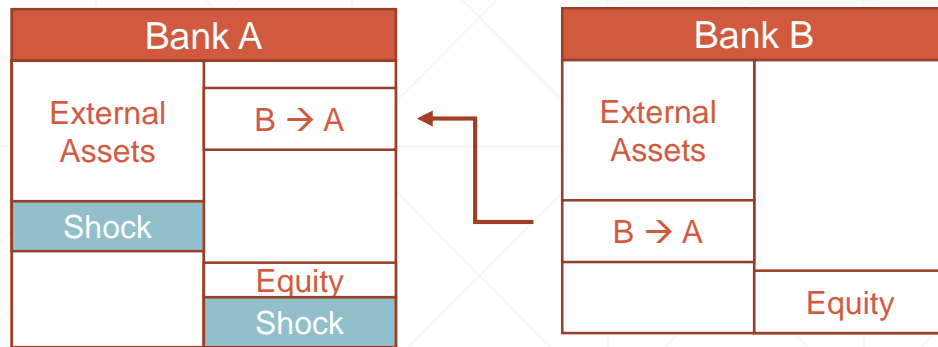 Bank A
External
Assets
B → A
Shock
Equity
Shock
Bank B
External
Assets
B → A
Equity